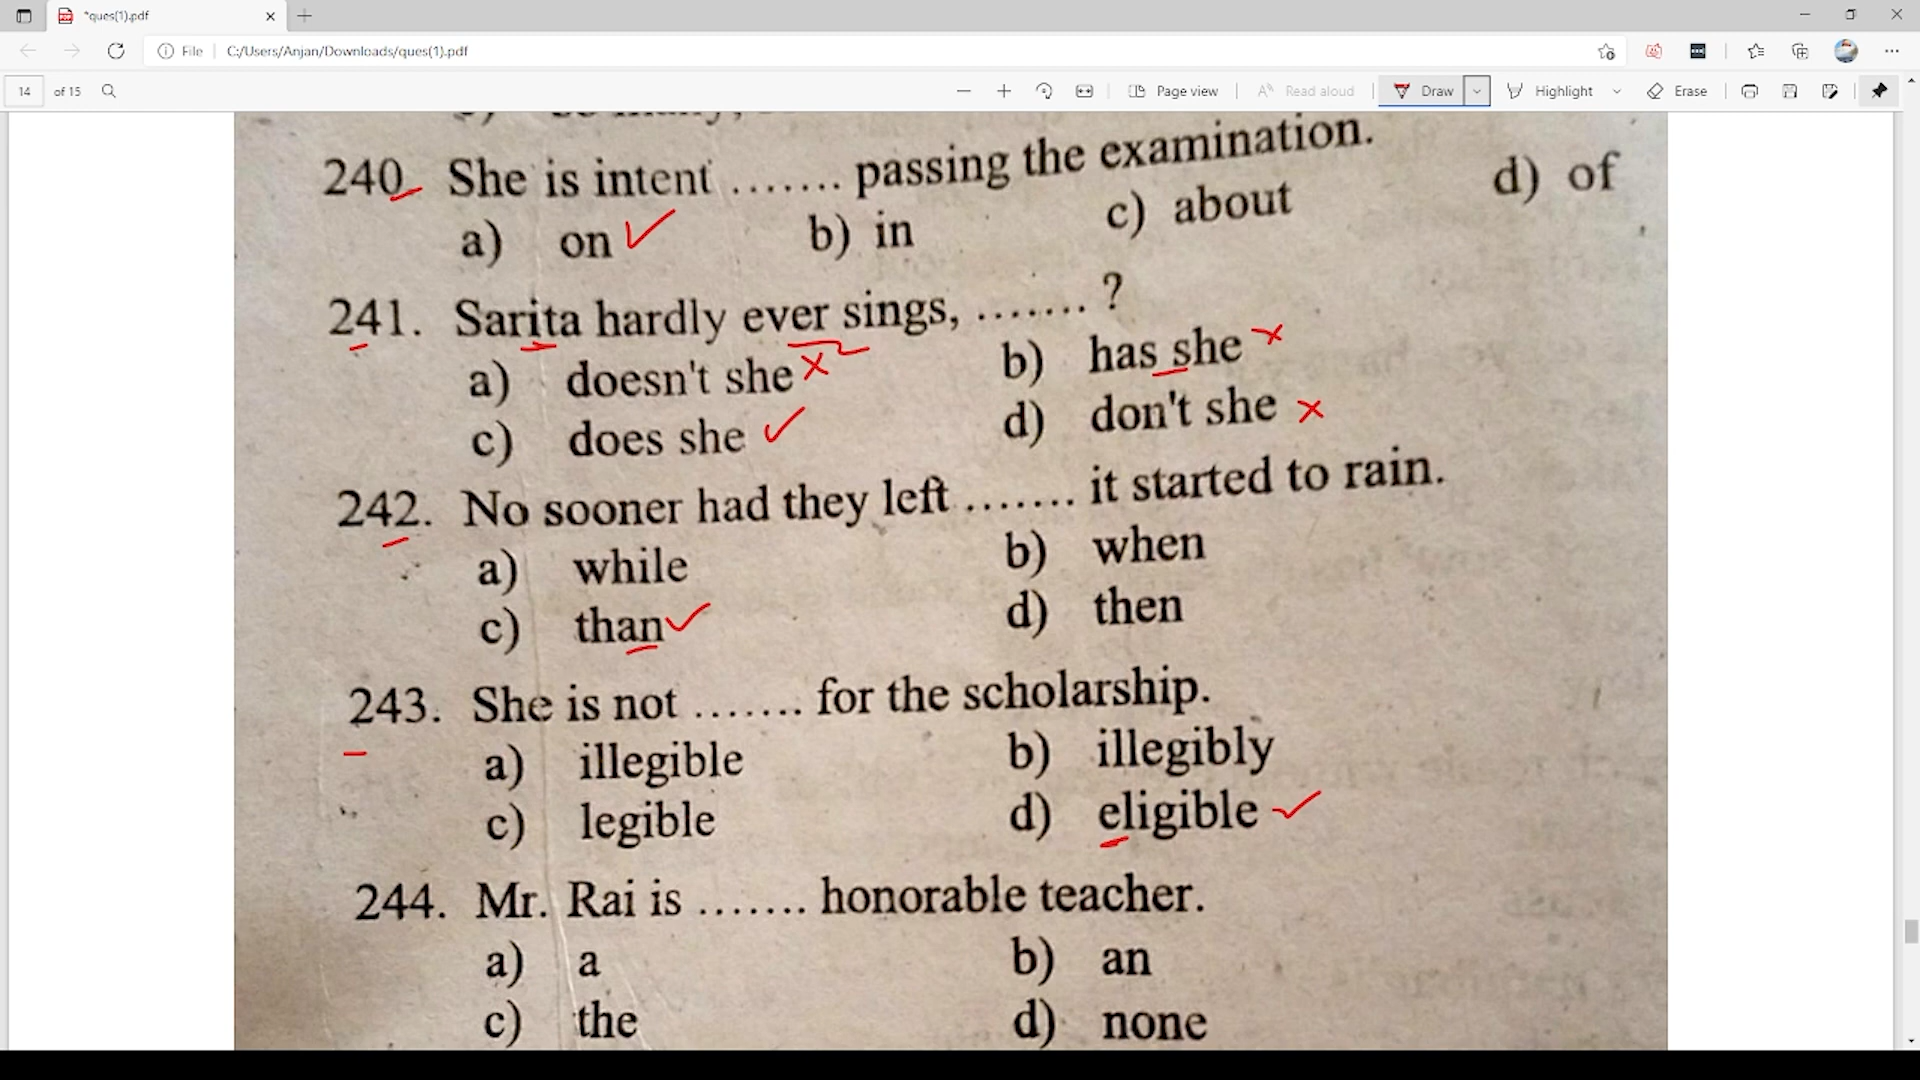 *ques(1).pdf
File C:/Users/Anjan/Downloads/ques(1).pdf
14 of 15 Page view Read aloud Draw Highlight Erase
240. She is intent ....... passing the examination.
a) on b) in c) about d) of
241. Sarita hardly ever sings, ....... ?
a) doesn't she b) has she
c) does she d) don't she
242. No sooner had they left ....... it started to rain.
a) while b) when
c) than d) then
243. She is not ....... for the scholarship.
a) illegible b) illegibly
c) legible d) eligible
244. Mr. Rai is ....... honorable teacher.
a) a b) an
c) the d) none